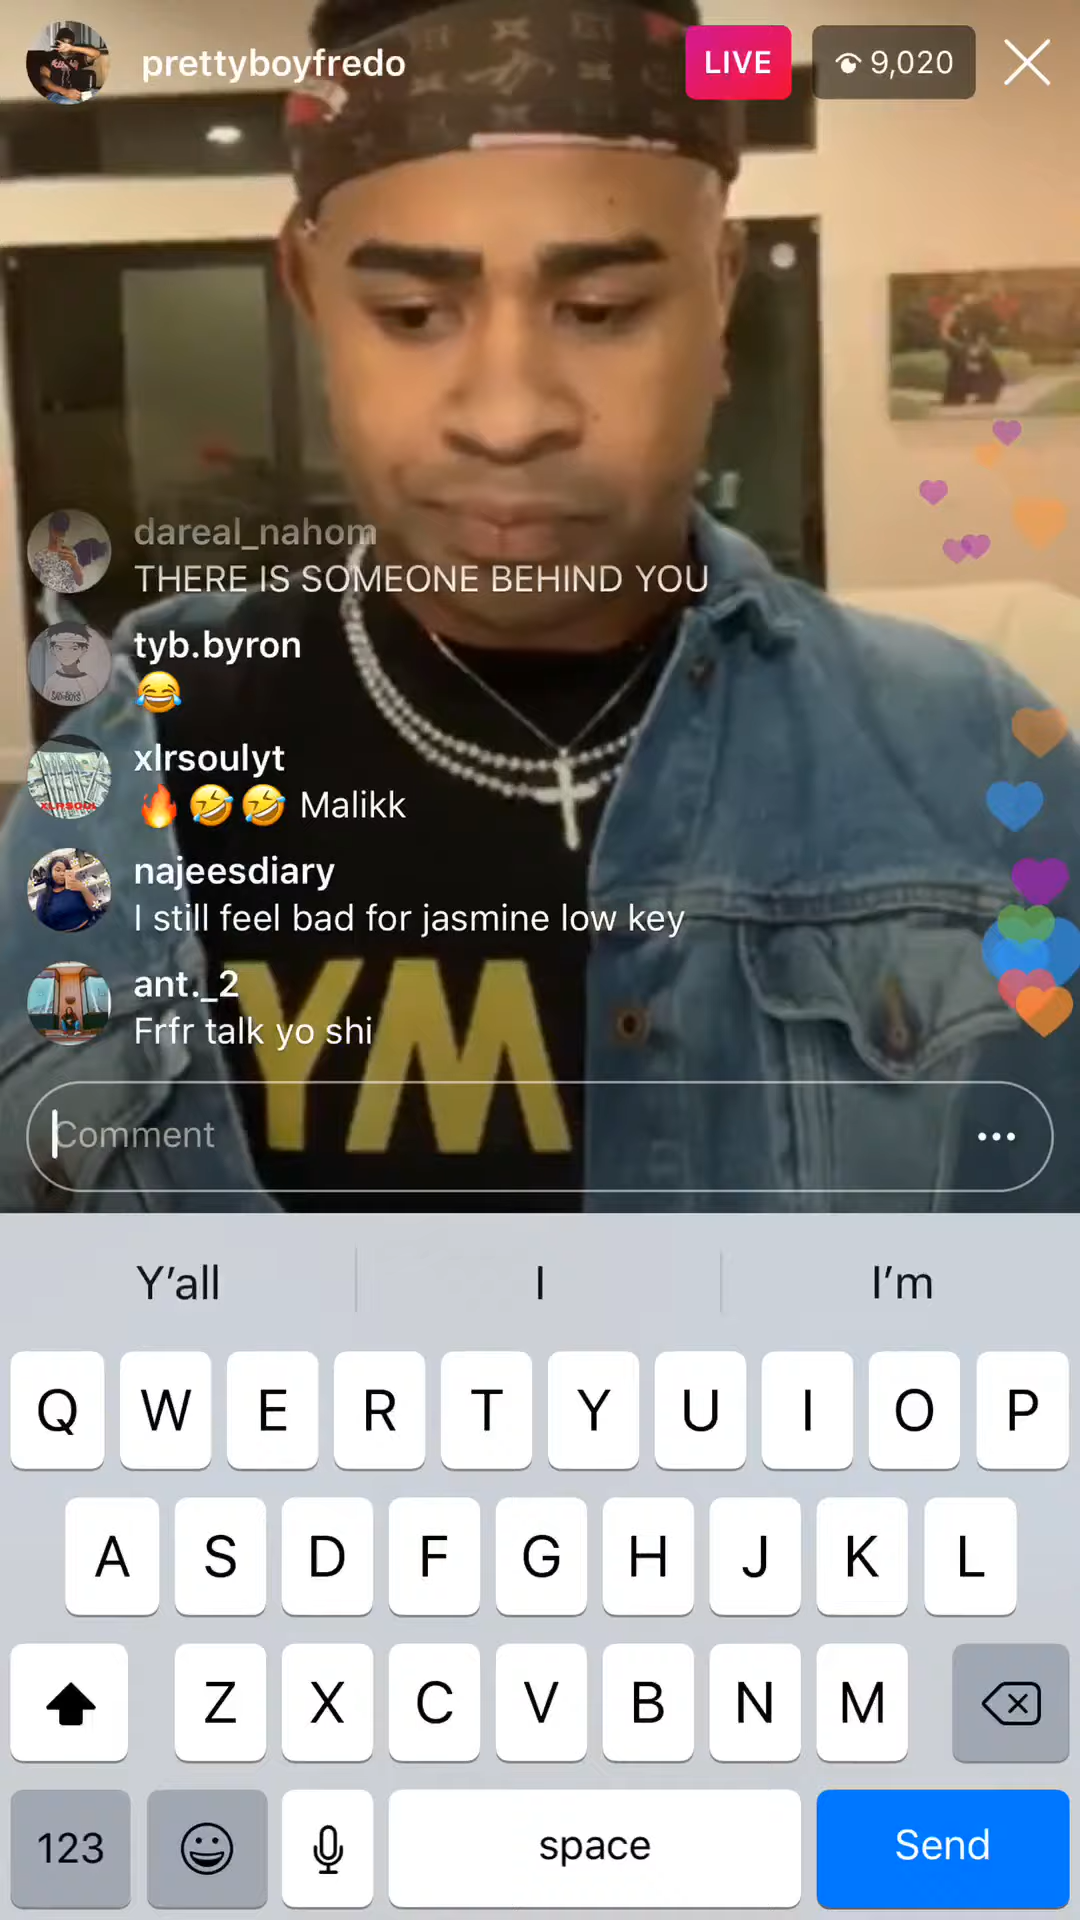 prettyboyfredo
LIVE
9,020
dareal_nahom
THERE IS SOMEONE BEHIND YOU
tyb.byron
😂
xlrsoulyt
🔥🤣🤣 Malikk
najeesdiary
I still feel bad for jasmine low key
ant._2
Frfr talk yo shi
YM
Comment
Y’all I I’m
Q W E R T Y U I O P
A S D F G H J K L
Z X C V B N M
123 space Send